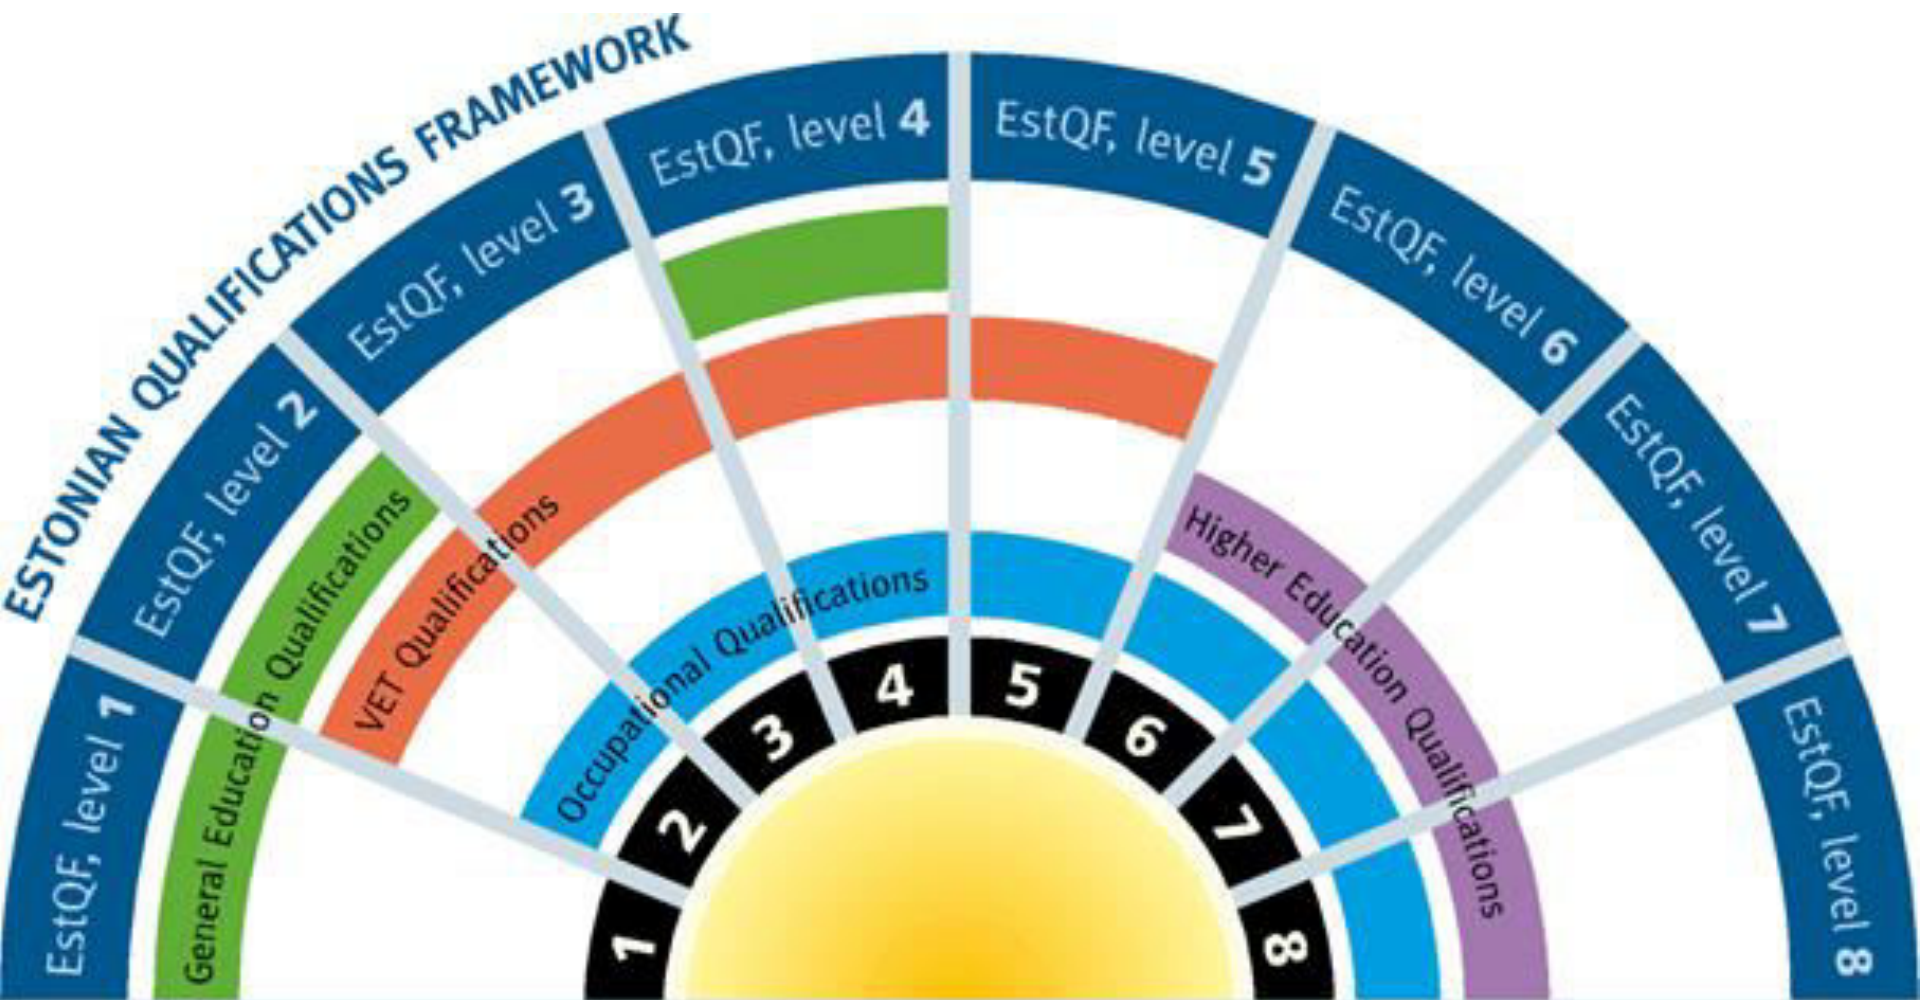 ESTONIAN QUALIFICATIONS FRAMEWORK
EstQF, level 1
EstQF, level 2
EstQF, level 3
EstQF, level 4
EstQF, level 5
EstQF, level 6
EstQF, level 7
EstQF, level 8
General Education Qualifications
VET Qualifications
Occupational Qualifications
Higher Education Qualifications
1
2
3
4
5
6
7
8